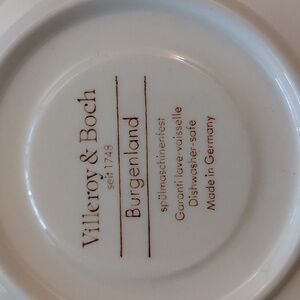 Villeroy & Boch
seit 1748
Burgenland
spülmaschinenfest
Garanti lave-vaisselle
Dishwasher-safe
Made in Germany